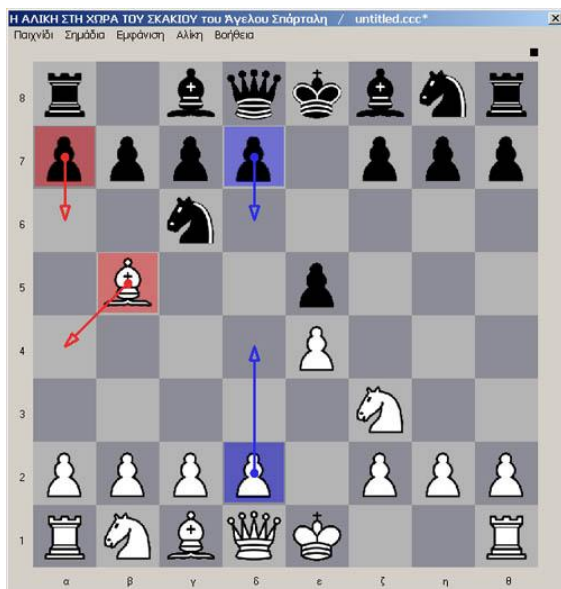 Η ΑΛΙΚΗ ΣΤΗ ΧΩΡΑ ΤΟΥ ΣΚΑΚΙΟΥ του Άγελου Σπάρταλη / untitled.ccc*
Παιχνίδι Σημάδια Εμφάνιση Αλίκη Βοήθεια
8
7
6
5
4
3
2
1
α β γ δ ε ζ η θ